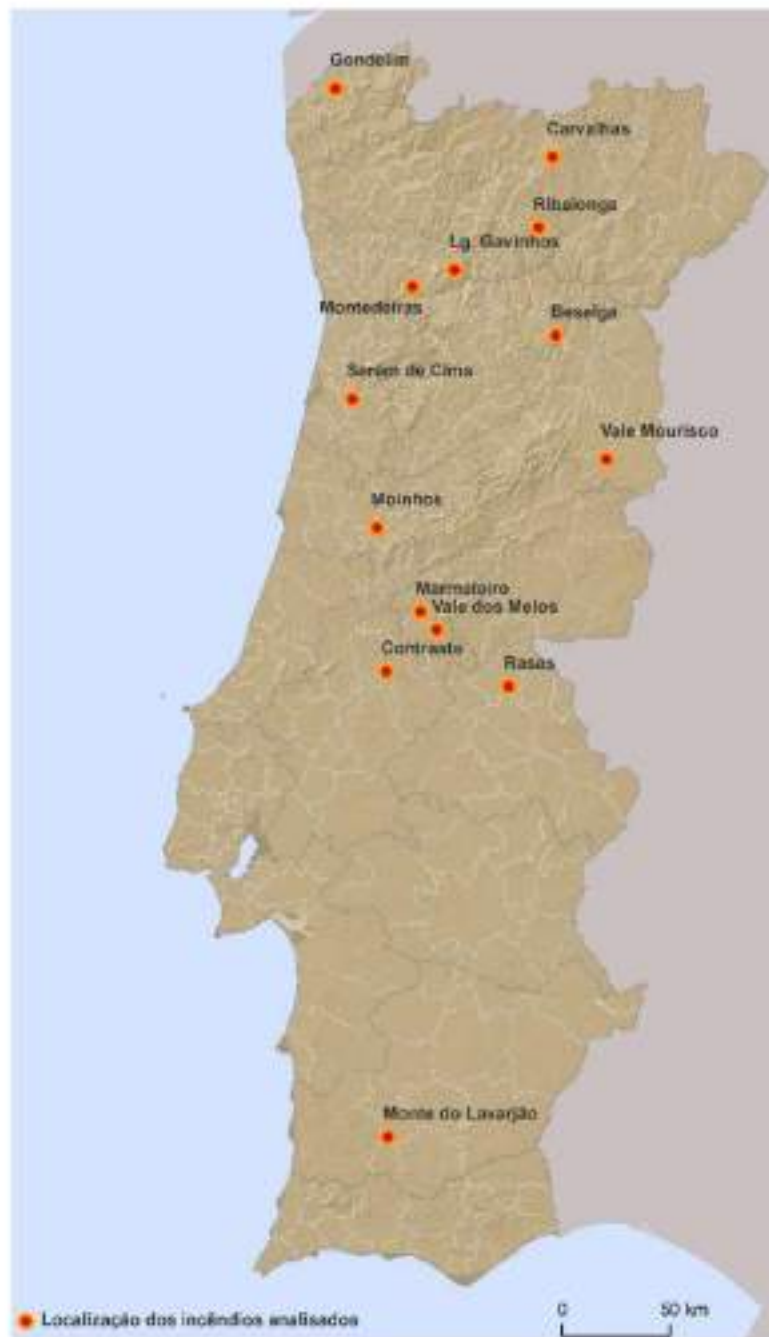 Gondelim
Carvalhas
Ribalonga
Lg. Gavinhos
Montedeiras
Beselga
Serém de Cima
Vale Mourisco
Moinhos
Marmeleiro
Vale dos Melos
Contraste
Rasas
Monte do Lavarjão
Localização dos incêndios analisados
0 50 km